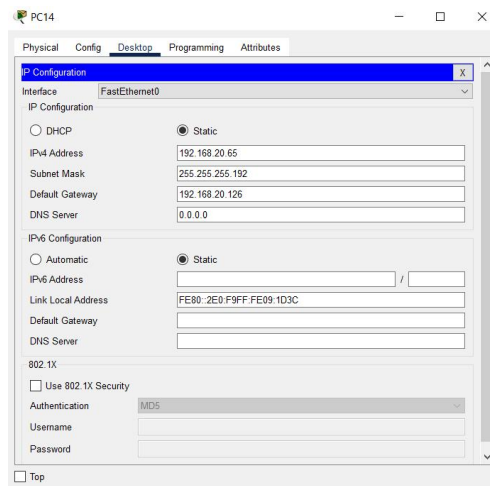 PC14
Physical Config Desktop Programming Attributes
IP Configuration X
Interface FastEthernet0
IP Configuration
DHCP Static
IPv4 Address 192.168.20.65
Subnet Mask 255.255.255.192
Default Gateway 192.168.20.126
DNS Server 0.0.0.0
IPv6 Configuration
Automatic Static
IPv6 Address /
Link Local Address FE80::2E0:F9FF:FE09:1D3C
Default Gateway
DNS Server
802.1X
Use 802.1X Security
Authentication MD5
Username
Password
Top